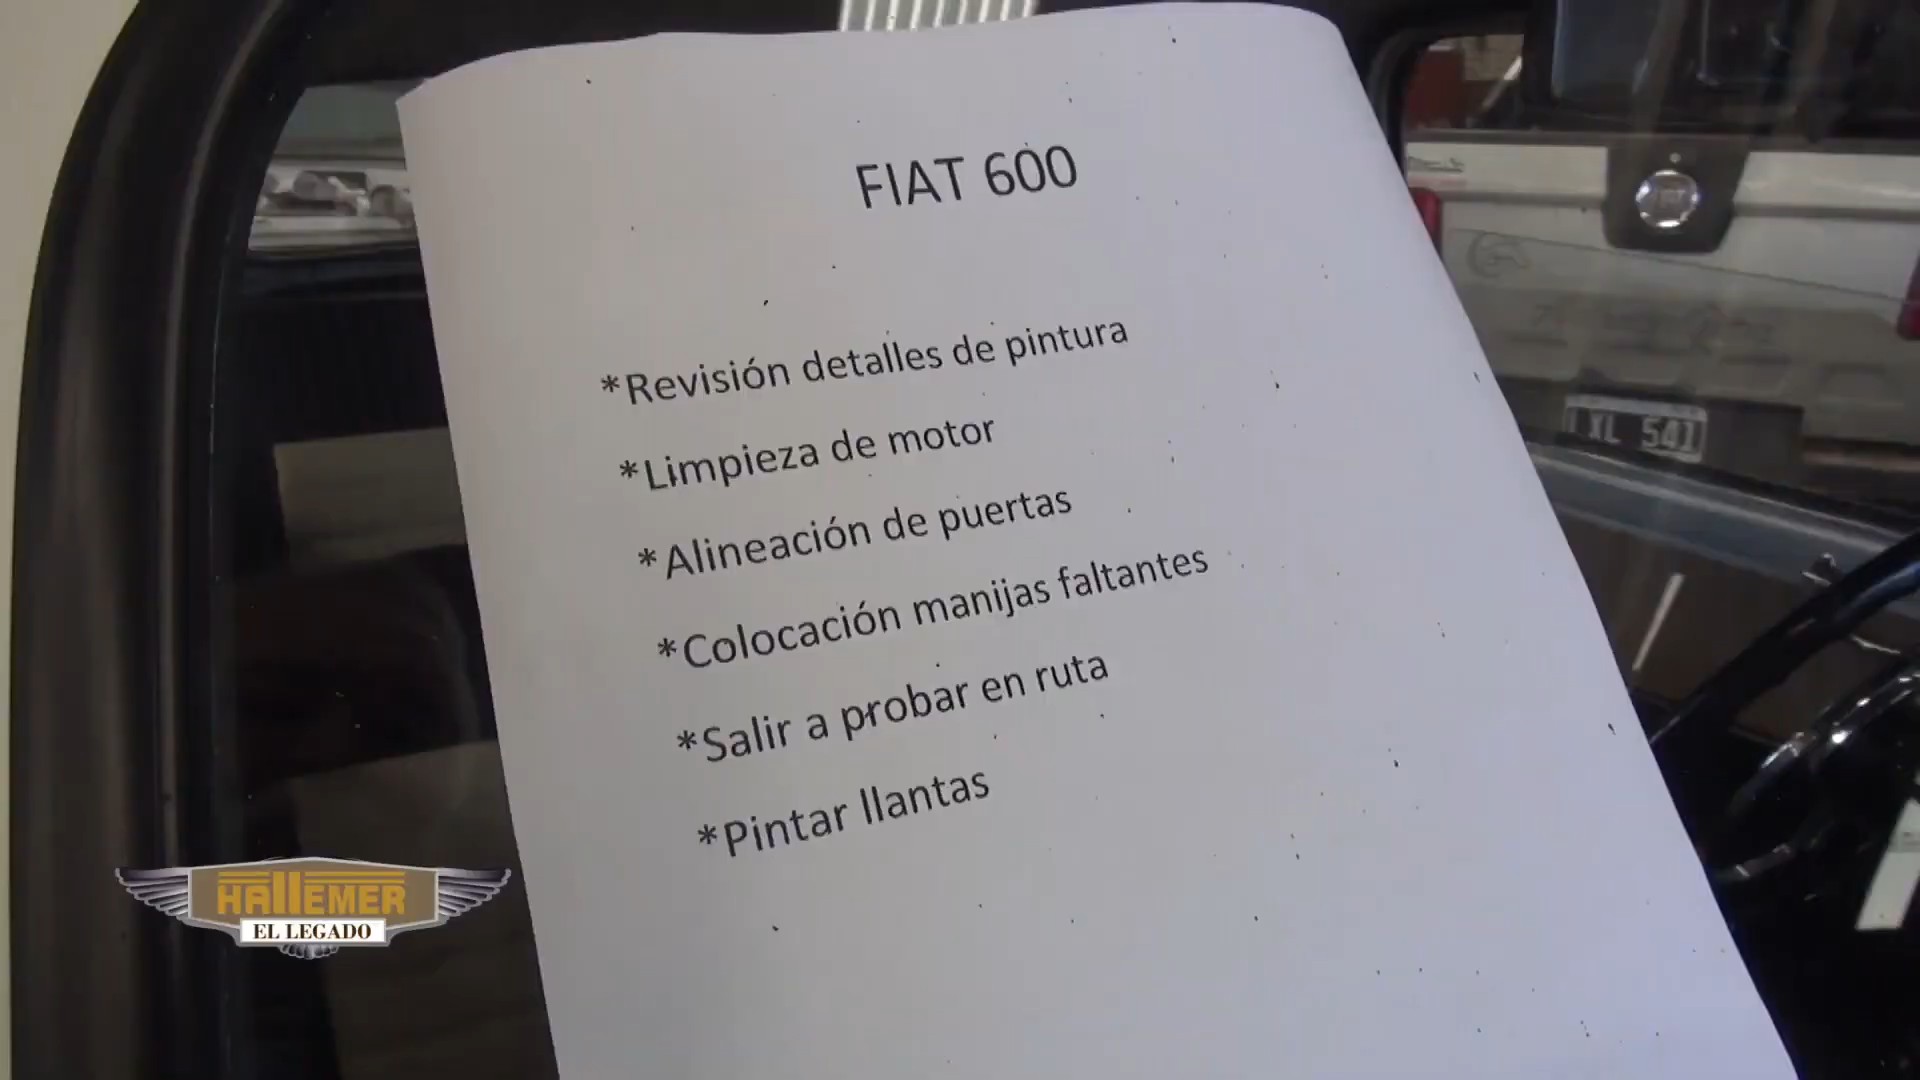 FIAT 600
*Revisión detalles de pintura
*Limpieza de motor
*Alineación de puertas
*Colocación manijas faltantes
*Salir a probar en ruta
*Pintar llantas
XL 541
HAllEMER
EL LEGADO